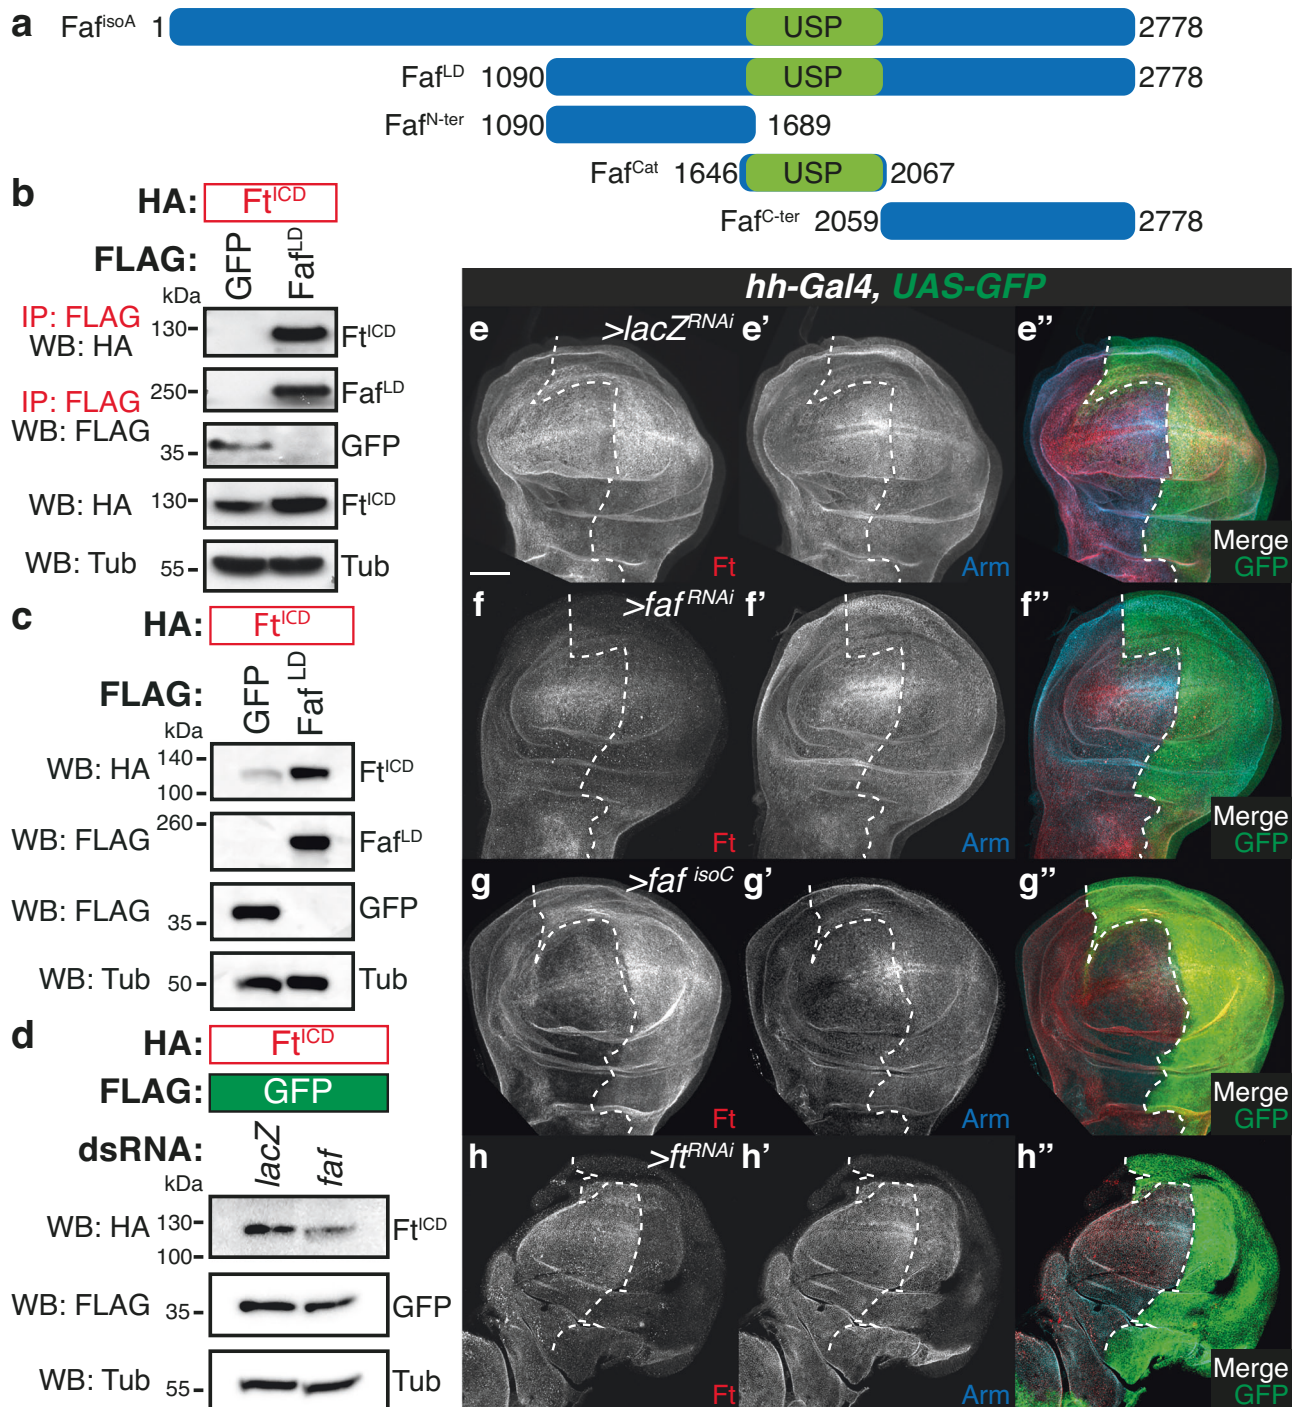 a Faf^isoA 1 USP 2778
Faf^LD 1090 USP 2778
Faf^N-ter 1090 1689
Faf^Cat 1646 USP 2067
Faf^C-ter 2059 2778
b HA: Ft^ICD
FLAG: GFP Faf^LD
kDa
IP: FLAG
WB: HA
130 Ft^ICD
IP: FLAG
WB: FLAG
250 Faf^LD
35 GFP
WB: HA 130 Ft^ICD
WB: Tub 55 Tub
c HA: Ft^ICD
FLAG: GFP Faf^LD
kDa
WB: HA 140 Ft^ICD
100
WB: FLAG 260 Faf^LD
WB: FLAG 35 GFP
WB: Tub 50 Tub
d HA: Ft^ICD
FLAG: GFP
dsRNA: lacZ faf
kDa
WB: HA 130 Ft^ICD
100
WB: FLAG 35 GFP
WB: Tub 55 Tub
hh-Gal4, UAS-GFP
e >lacZ^RNAi e' e''
Ft Arm Merge
GFP
f >faf^RNAi f' f''
Ft Arm Merge
GFP
g >faf^isoC g' g''
Ft Arm Merge
GFP
h >ft^RNAi h' h''
Ft Arm Merge
GFP